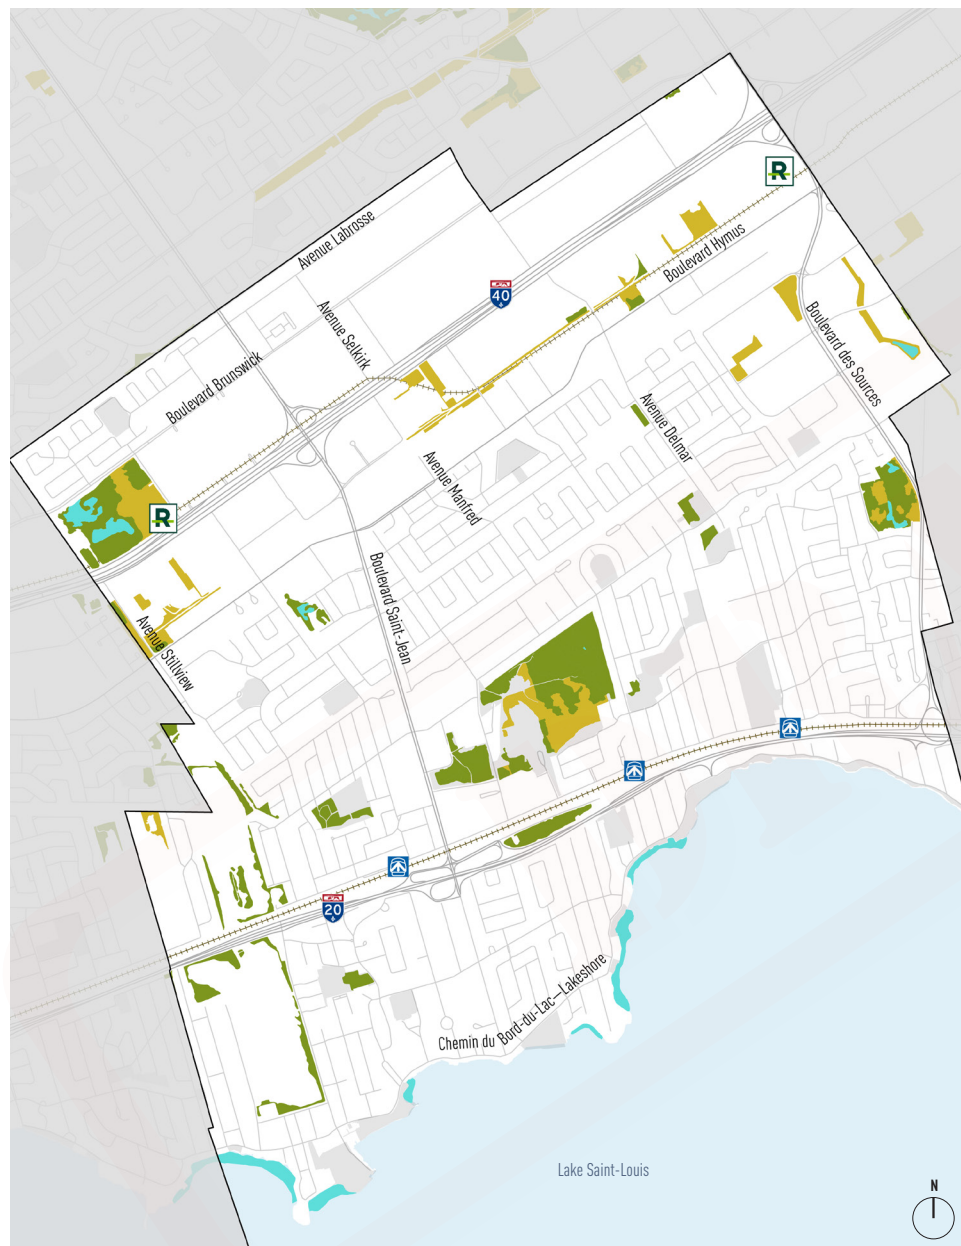 R
Avenue Labrosse
Boulevard Hymus
40
Avenue Selkirk
Boulevard des Sources
Boulevard Brunswick
Avenue Delmar
Avenue Manfred
R
Boulevard Saint-Jean
Avenue Stillview
20
Chemin du Bord-du-Lac–Lakeshore
Lake Saint-Louis
N